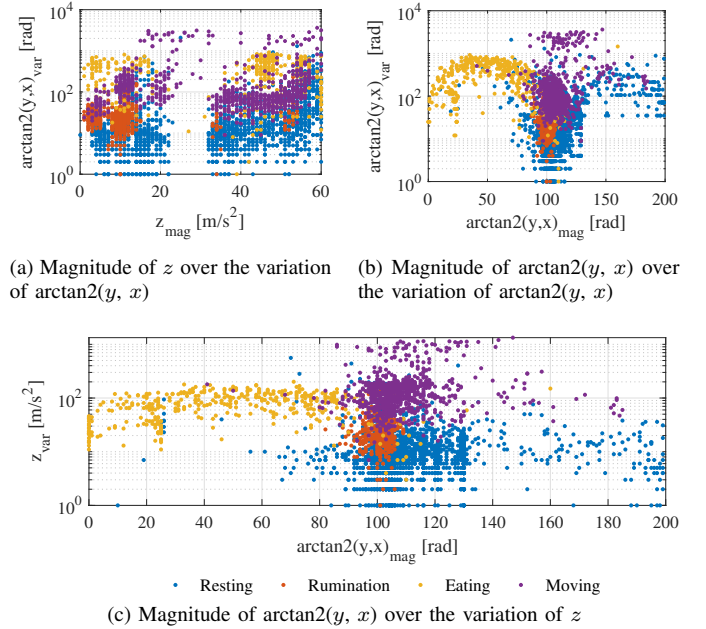 10^4
10^2
10^0
arctan2(y,x)_var [rad]
0 20 40 60
z_mag [m/s^2]
(a) Magnitude of z over the variation
of arctan2(y, x)
10^4
10^2
10^0
arctan2(y,x)_var [rad]
0 50 100 150 200
arctan2(y,x)_mag [rad]
(b) Magnitude of arctan2(y, x) over
the variation of arctan2(y, x)
10^2
10^0
z_var [m/s^2]
0 20 40 60 80 100 120 140 160 180 200
arctan2(y,x)_mag [rad]
Resting Rumination Eating Moving
(c) Magnitude of arctan2(y, x) over the variation of z